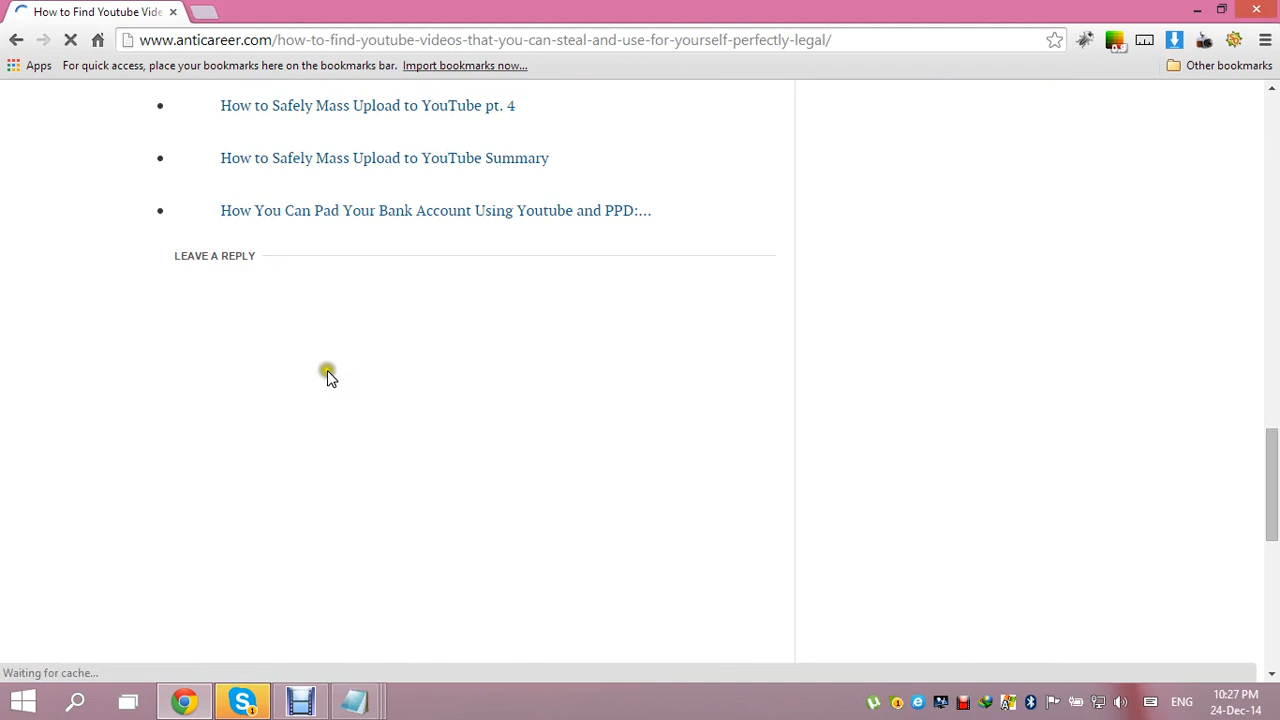 How to Find Youtube Vide
www.anticareer.com/how-to-find-youtube-videos-that-you-can-steal-and-use-for-yourself-perfectly-legal/
Apps For quick access, place your bookmarks here on the bookmarks bar. Import bookmarks now... Other bookmarks
How to Safely Mass Upload to YouTube pt. 4
How to Safely Mass Upload to YouTube Summary
How You Can Pad Your Bank Account Using Youtube and PPD:...
LEAVE A REPLY
Waiting for cache...
ENG
10:27 PM
24-Dec-14